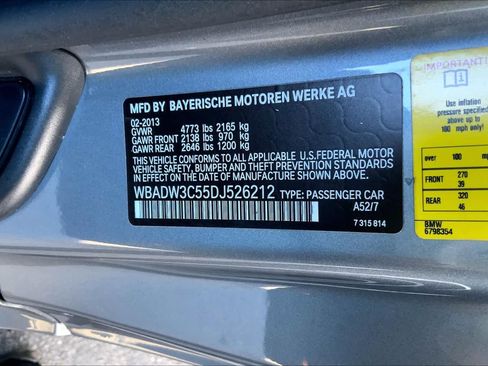 MFD BY BAYERISCHE MOTOREN WERKE AG
02-2013
GVWR 4773 lbs 2165 kg
GAWR FRONT 2138 lbs 970 kg
GAWR REAR 2646 lbs 1200 kg
THIS VEHICLE CONFORMS TO ALL APPLICABLE U.S.FEDERAL MOTOR
VEHICLE SAFETY, BUMPER AND THEFT PREVENTION STANDARDS
IN EFFECT ON THE DATE OF MANUFACTURE SHOWN ABOVE.
WBADW3C55DJ526212 TYPE: PASSENGER CAR
A52/7
7 315 814
IMPORTANT!
Use inflation
pressure specified
above up to
100 mph only!
over 100
FRONT 270
39
REAR 320
46
BMW
6798354